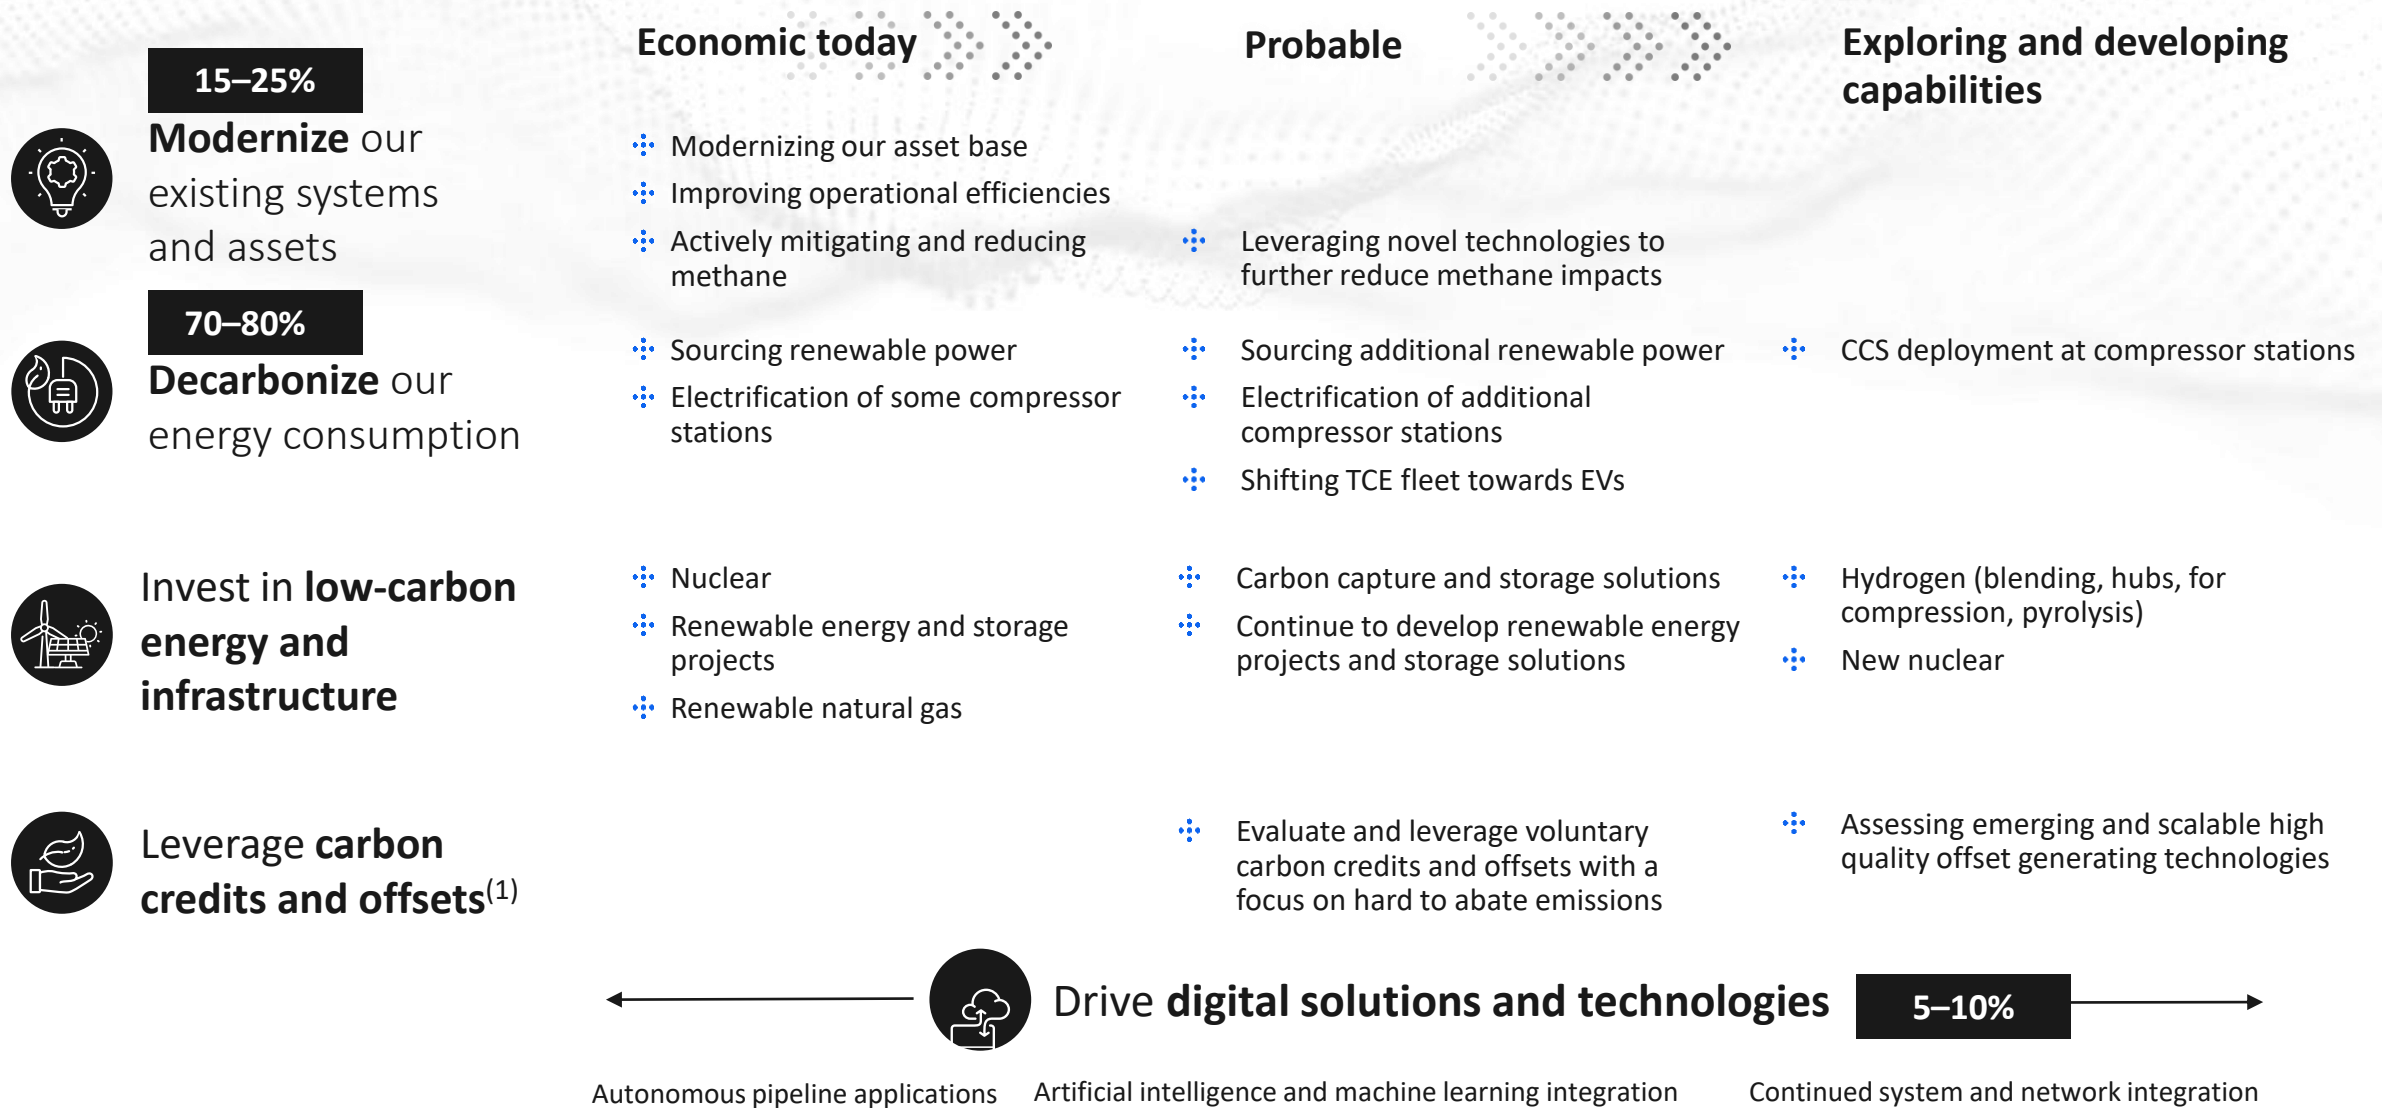 Economic today
Probable
Exploring and developing
capabilities
15–25%
Modernize our
existing systems
and assets
Modernizing our asset base
Improving operational efficiencies
Actively mitigating and reducing
methane
Leveraging novel technologies to
further reduce methane impacts
70–80%
Decarbonize our
energy consumption
Sourcing renewable power
Electrification of some compressor
stations
Sourcing additional renewable power
Electrification of additional
compressor stations
Shifting TCE fleet towards EVs
CCS deployment at compressor stations
Invest in low-carbon
energy and
infrastructure
Nuclear
Renewable energy and storage
projects
Renewable natural gas
Carbon capture and storage solutions
Continue to develop renewable energy
projects and storage solutions
Hydrogen (blending, hubs, for
compression, pyrolysis)
New nuclear
Leverage carbon
credits and offsets(1)
Evaluate and leverage voluntary
carbon credits and offsets with a
focus on hard to abate emissions
Assessing emerging and scalable high
quality offset generating technologies
Drive digital solutions and technologies
5–10%
Autonomous pipeline applications
Artificial intelligence and machine learning integration
Continued system and network integration